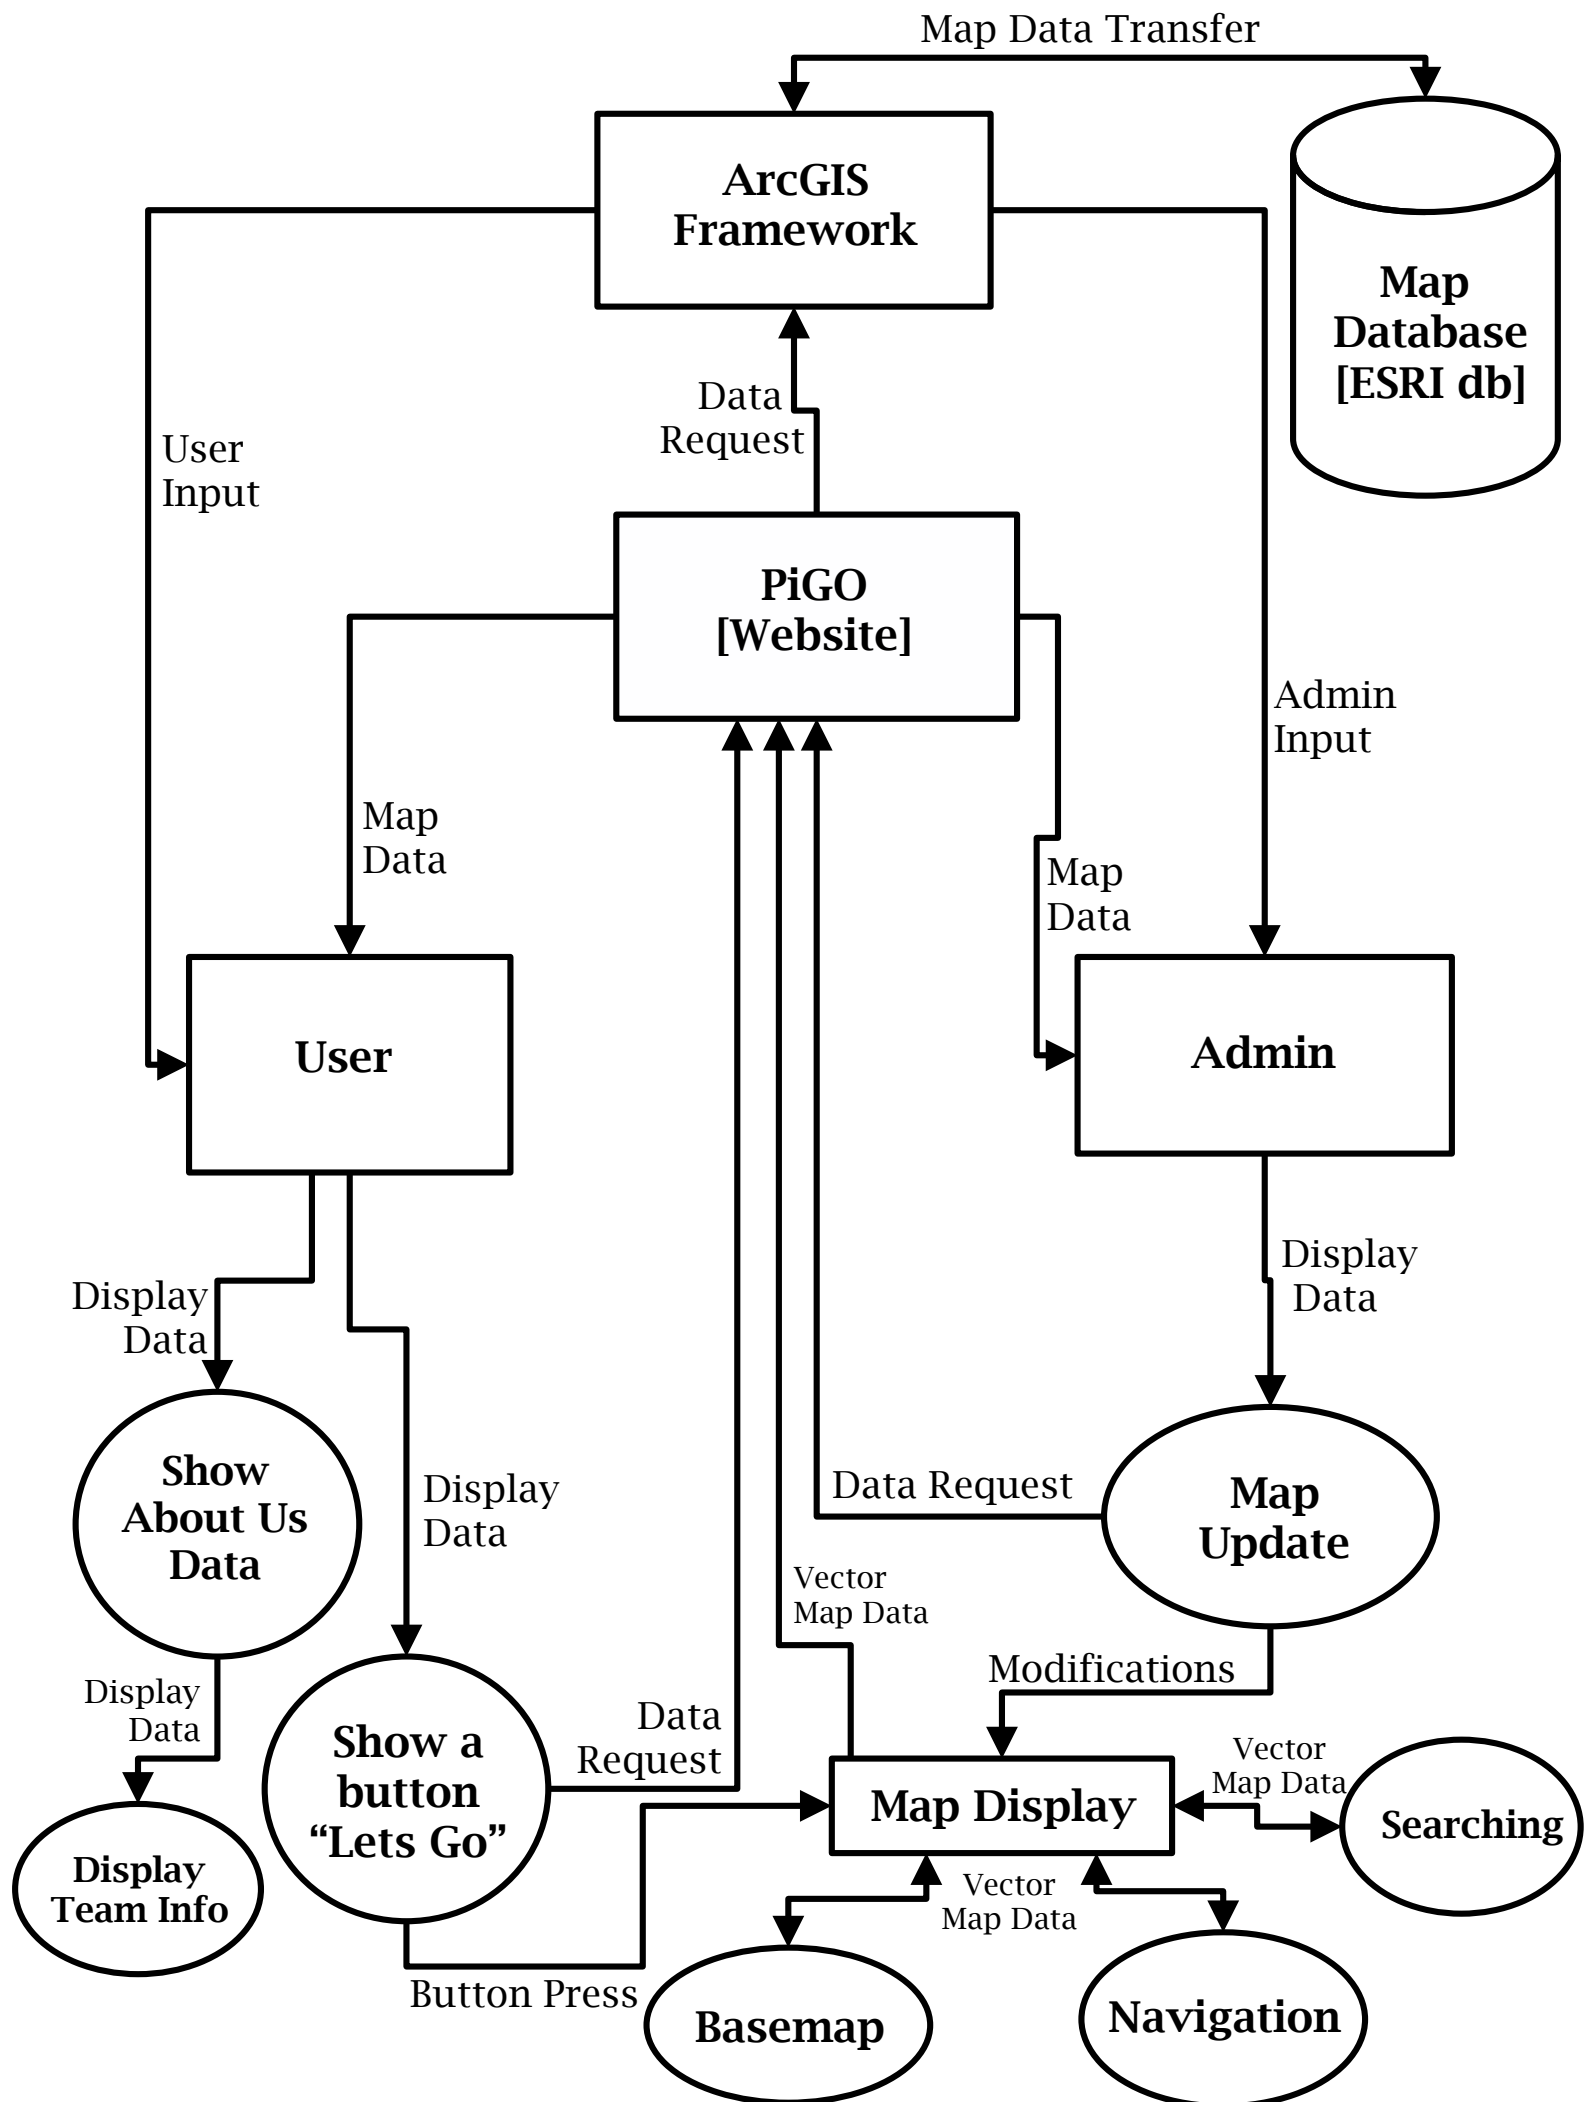 Map Data Transfer
ArcGIS
Framework
Map
Database
[ESRI db]
Data
Request
User
Input
PiGO
[Website]
Admin
Input
Map
Data
Map
Data
User
Admin
Display
Data
Display
Data
Show
About Us
Data
Display
Data
Data Request
Map
Update
Vector
Map Data
Modifications
Display
Data
Data
Request
Show a
button
“Lets Go”
Vector
Map Data
Map Display
Searching
Display
Team Info
Vector
Map Data
Button Press
Basemap
Navigation